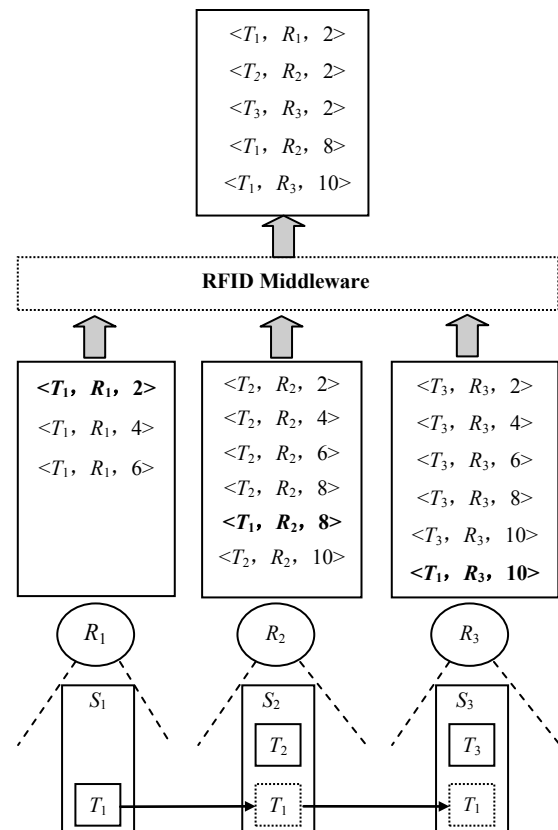 <T₁, R₁, 2>
<T₂, R₂, 2>
<T₃, R₃, 2>
<T₁, R₂, 8>
<T₁, R₃, 10>
RFID Middleware
<T₁, R₁, 2>
<T₁, R₁, 4>
<T₁, R₁, 6>
<T₂, R₂, 2>
<T₂, R₂, 4>
<T₂, R₂, 6>
<T₂, R₂, 8>
<T₁, R₂, 8>
<T₂, R₂, 10>
<T₃, R₃, 2>
<T₃, R₃, 4>
<T₃, R₃, 6>
<T₃, R₃, 8>
<T₃, R₃, 10>
<T₁, R₃, 10>
R₁ R₂ R₃
S₁ S₂ S₃
T₂ T₃
T₁ T₁ T₁